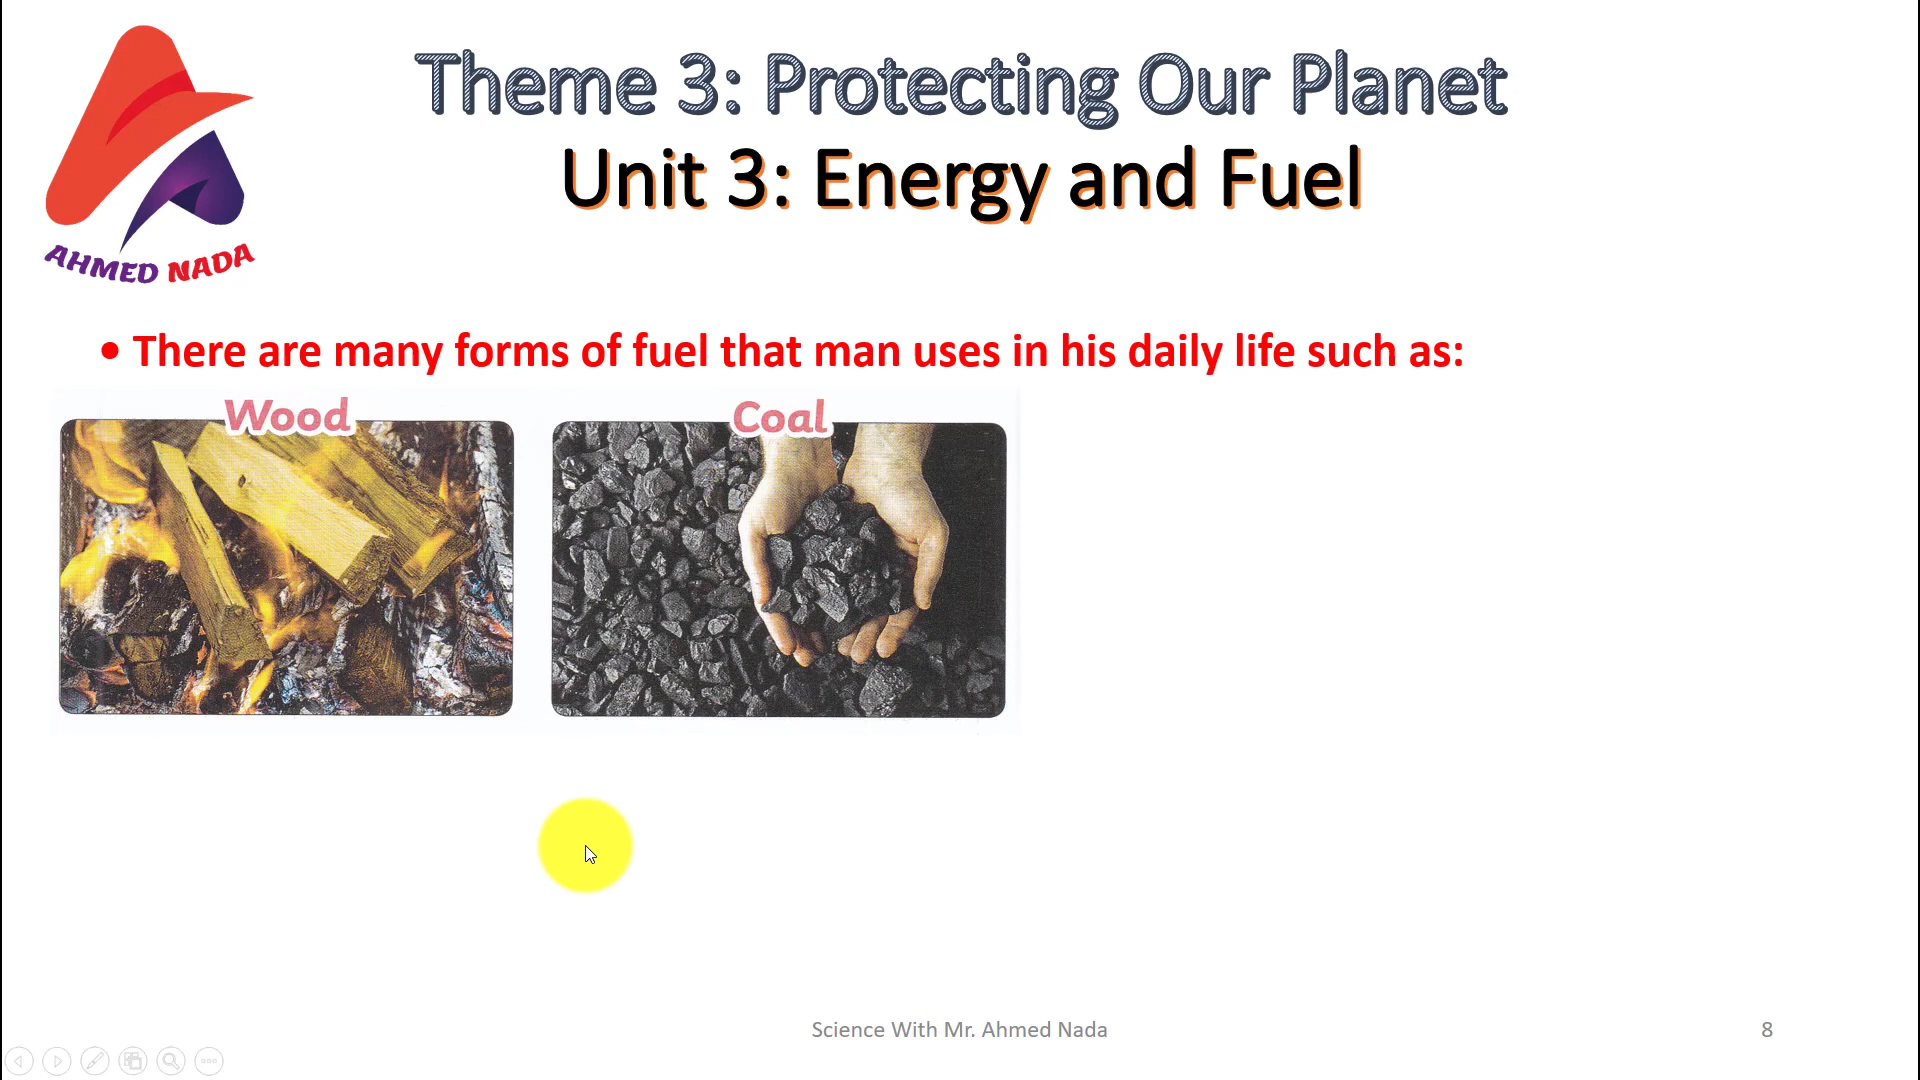 Theme 3: Protecting Our Planet
Unit 3: Energy and Fuel
AHMED NADA
• There are many forms of fuel that man uses in his daily life such as:
Wood
Coal
Science With Mr. Ahmed Nada
8